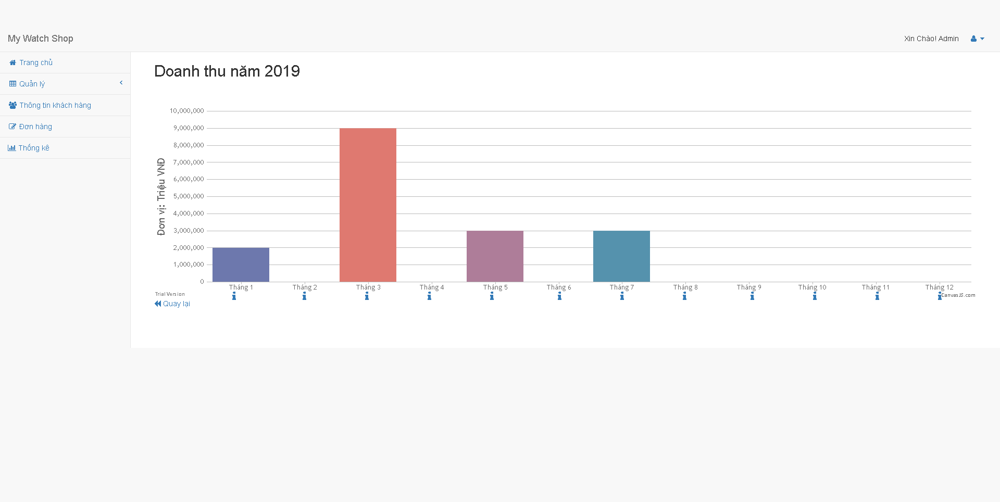 My Watch Shop
Xin Chào! Admin
Trang chủ
Quản lý
Thông tin khách hàng
Đơn hàng
Thống kê
Doanh thu năm 2019
Đơn vị: Triệu VNĐ
10,000,000
9,000,000
8,000,000
7,000,000
6,000,000
5,000,000
4,000,000
3,000,000
2,000,000
1,000,000
0
Tháng 1 Tháng 2 Tháng 3 Tháng 4 Tháng 5 Tháng 6 Tháng 7 Tháng 8 Tháng 9 Tháng 10 Tháng 11 Tháng 12
Trial Version
CanvasJS.com
Quay lại